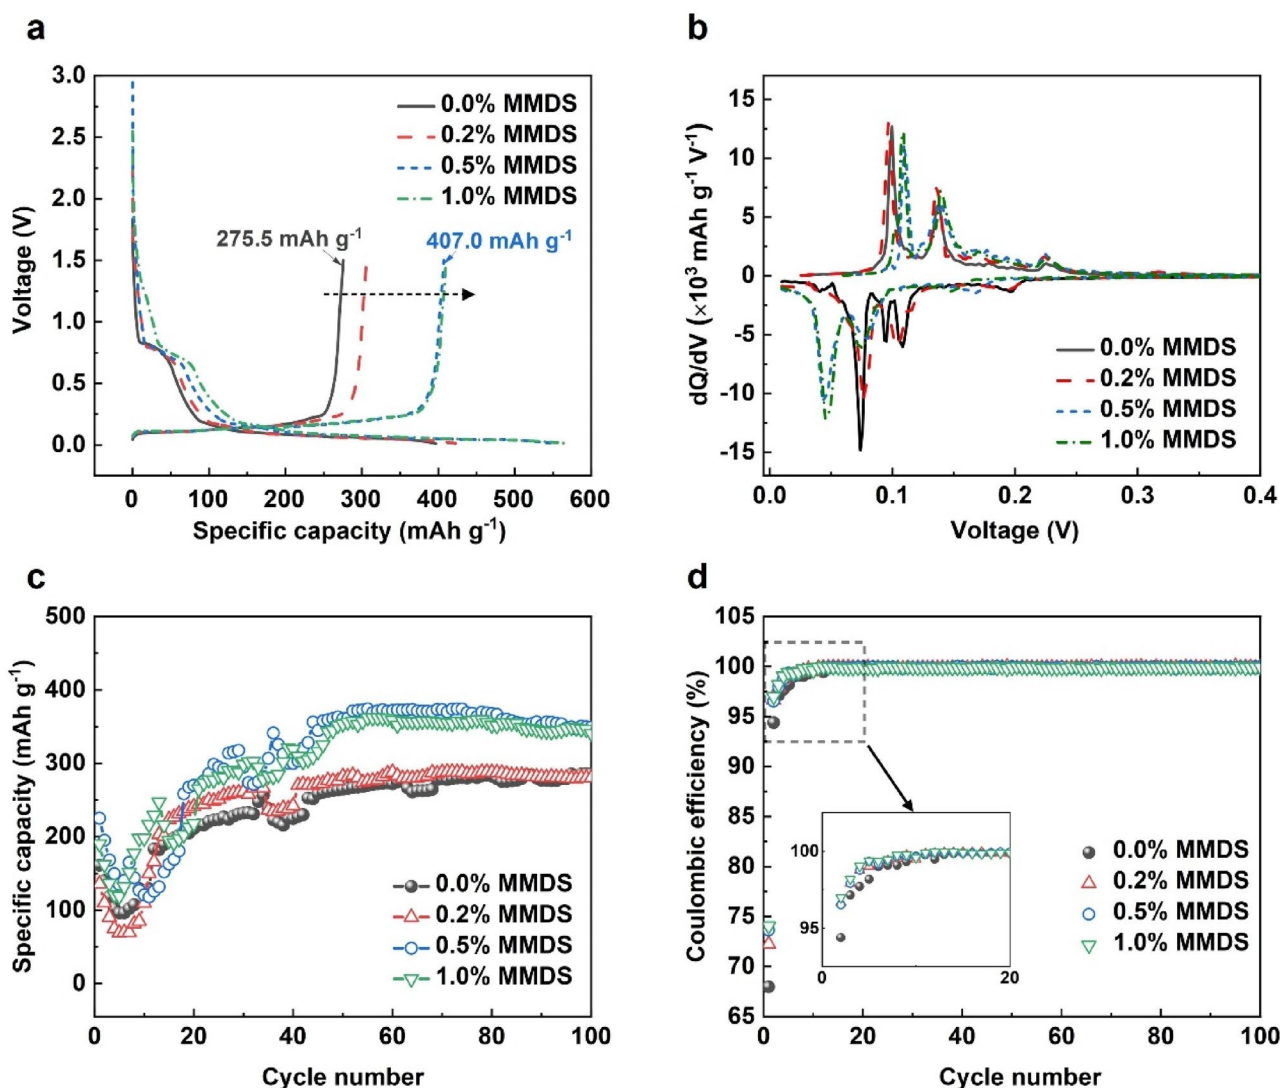 a
3.0
2.5
2.0
1.5
1.0
0.5
0.0
Voltage (V)
0.0% MMDS
0.2% MMDS
0.5% MMDS
1.0% MMDS
275.5 mAh g⁻¹
407.0 mAh g⁻¹
0 100 200 300 400 500 600
Specific capacity (mAh g⁻¹)
b
15
10
5
0
-5
-10
-15
dQ/dV (×10³ mAh g⁻¹ V⁻¹)
0.0% MMDS
0.2% MMDS
0.5% MMDS
1.0% MMDS
0.0 0.1 0.2 0.3 0.4
Voltage (V)
c
500
400
300
200
100
0
Specific capacity (mAh g⁻¹)
0.0% MMDS
0.2% MMDS
0.5% MMDS
1.0% MMDS
0 20 40 60 80 100
Cycle number
d
105
100
95
90
85
80
75
70
65
Coulombic efficiency (%)
100
95
0 20
0.0% MMDS
0.2% MMDS
0.5% MMDS
1.0% MMDS
0 20 40 60 80 100
Cycle number